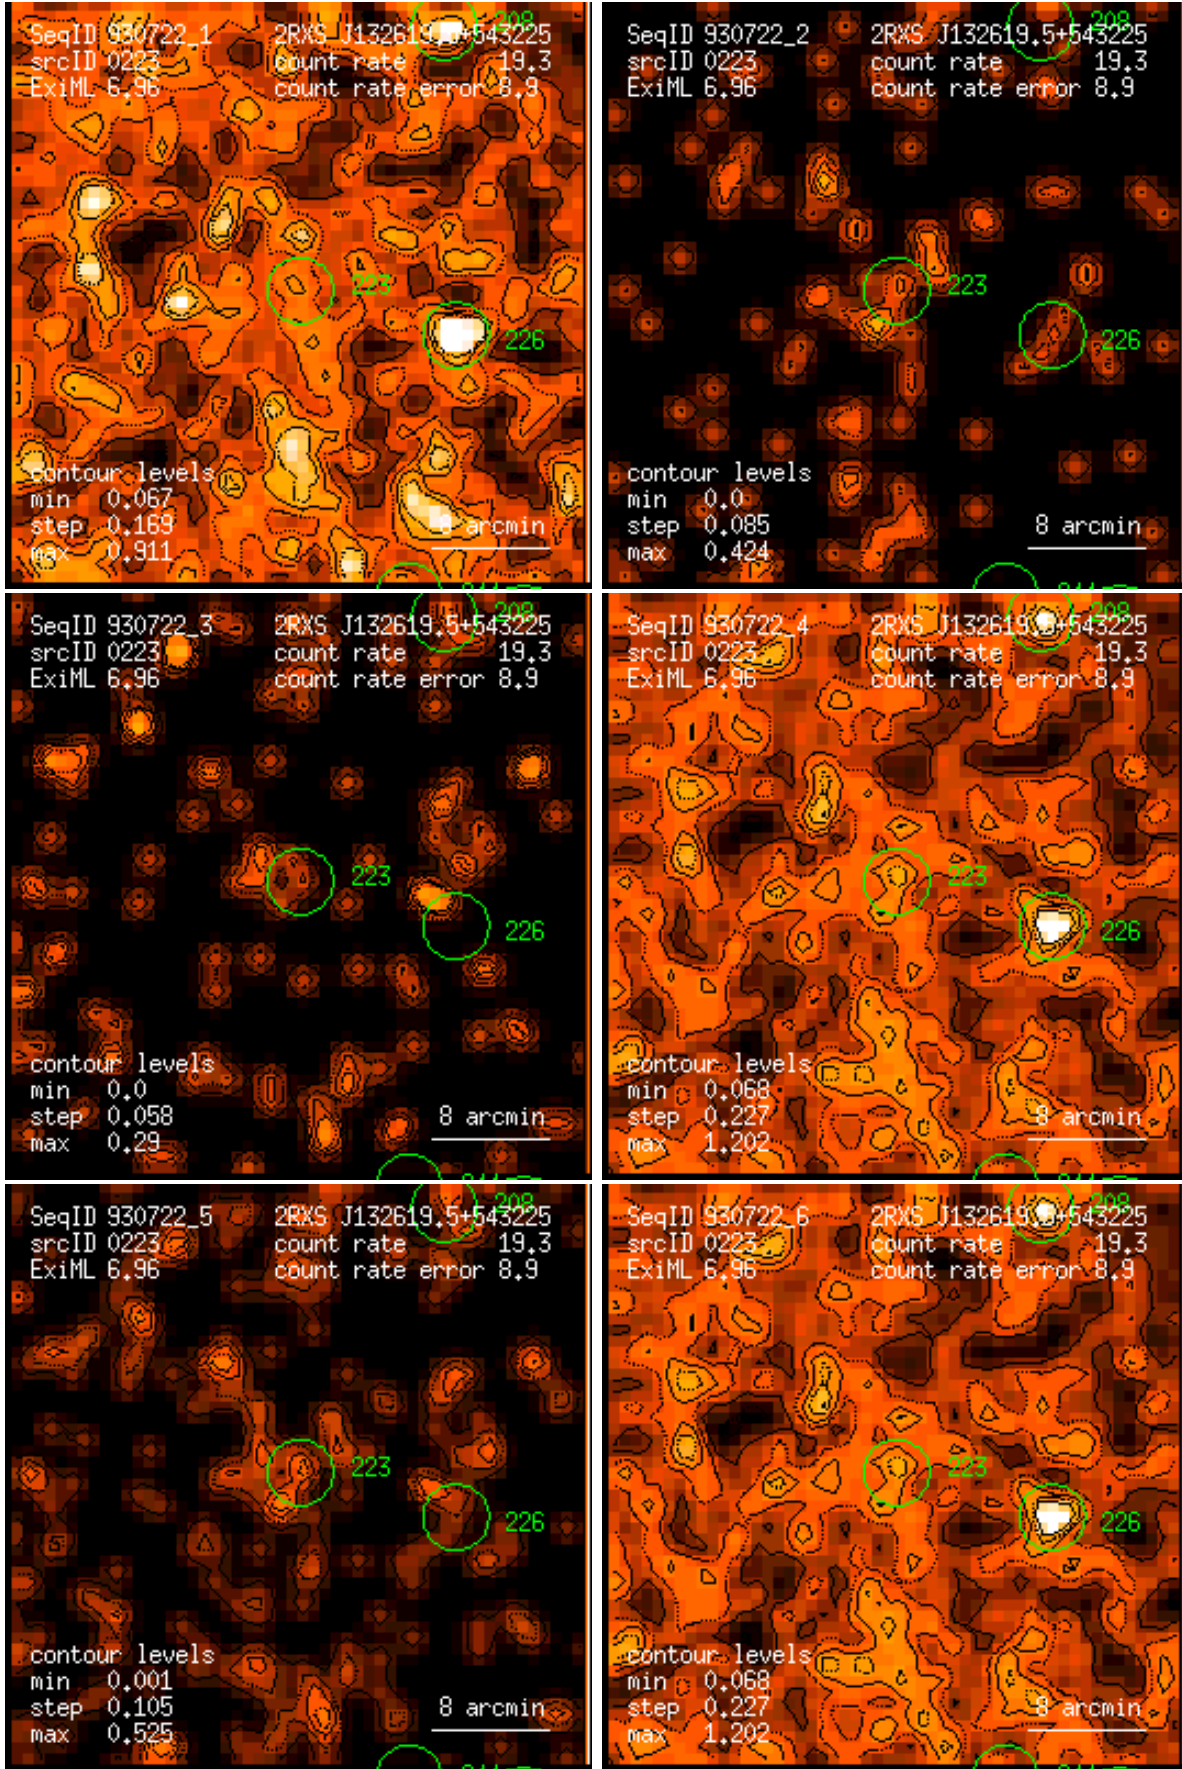 208
SeqID 930722_1 2RXS J132619.5+543225
srcID 0223 count rate 19.3
ExiML 6.96 count rate error 8.9
223
226
contour levels
min 0.067
step 0.169 8 arcmin
max 0.911
208
SeqID 930722_2 2RXS J132619.5+543225
srcID 0223 count rate 19.3
ExiML 6.96 count rate error 8.9
223
226
contour levels
min 0.0
step 0.085 8 arcmin
max 0.424
208
SeqID 930722_3 2RXS J132619.5+543225
srcID 0223 count rate 19.3
ExiML 6.96 count rate error 8.9
223
226
contour levels
min 0.0
step 0.058 8 arcmin
max 0.29
208
SeqID 930722_4 2RXS J132619.5+543225
srcID 0223 count rate 19.3
ExiML 6.96 count rate error 8.9
223
226
contour levels
min 0.068
step 0.227 8 arcmin
max 1.202
208
SeqID 930722_5 2RXS J132619.5+543225
srcID 0223 count rate 19.3
ExiML 6.96 count rate error 8.9
223
226
contour levels
min 0.001
step 0.105 8 arcmin
max 0.525
208
SeqID 930722_6 2RXS J132619.5+543225
srcID 0223 count rate 19.3
ExiML 6.96 count rate error 8.9
223
226
contour levels
min 0.068
step 0.227 8 arcmin
max 1.202